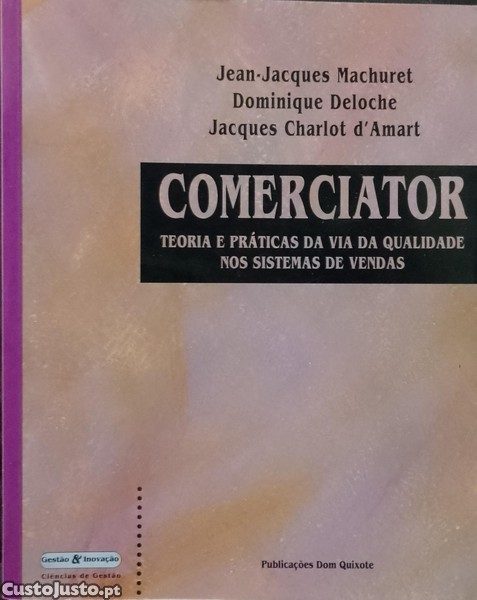 Jean-Jacques Machuret
Dominique Deloche
Jacques Charlot d'Amart
COMERCIATOR
TEORIA E PRÁTICAS DA VIA DA QUALIDADE
NOS SISTEMAS DE VENDAS
Gestão & Inovação
Ciências de Gestão
Publicações Dom Quixote
CustoJusto.pt